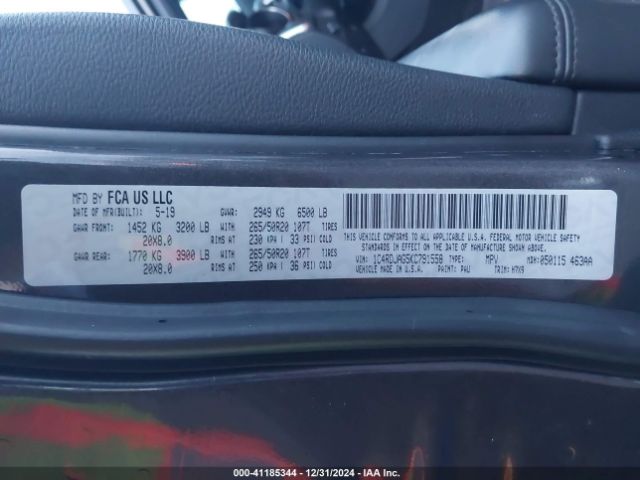 MFD BY FCA US LLC
DATE OF MFR(BUILT): 5-19 GVWR: 2949 KG 6500 LB
GAWR FRONT: 1452 KG 3200 LB WITH 265/50R20 107T TIRES
20X8.0 RIMS AT 230 KPA / 33 PSI COLD
GAWR REAR: 1770 KG 3900 LB WITH 265/50R20 107T TIRES
20X8.0 RIMS AT 250 KPA / 36 PSI COLD
THIS VEHICLE CONFORMS TO ALL APPLICABLE U.S.A. FEDERAL MOTOR VEHICLE SAFETY
STANDARDS IN EFFECT ON THE DATE OF MANUFACTURE SHOWN ABOVE.
VIN: 1C4RDJAG5KC791558 TYPE: MPV MDH: 050115 463AA
MADE IN U.S.A. PAINT: PAU TRIM: H7X9
000-41185344 / 12/31/2024 - IAA Inc.